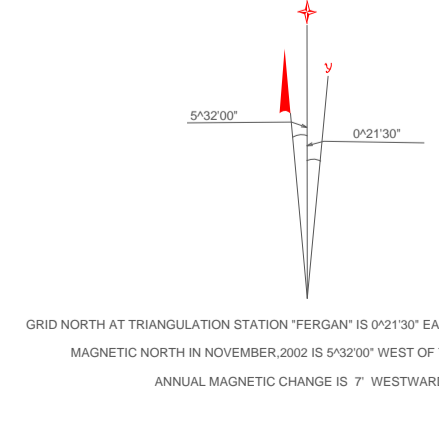 y
5^32'00"
0^21'30"
GRID NORTH AT TRIANGULATION STATION "FERGAN" IS 0^21'30" EA
MAGNETIC NORTH IN NOVEMBER,2002 IS 5^32'00" WEST OF
ANNUAL MAGNETIC CHANGE IS 7' WESTWARD